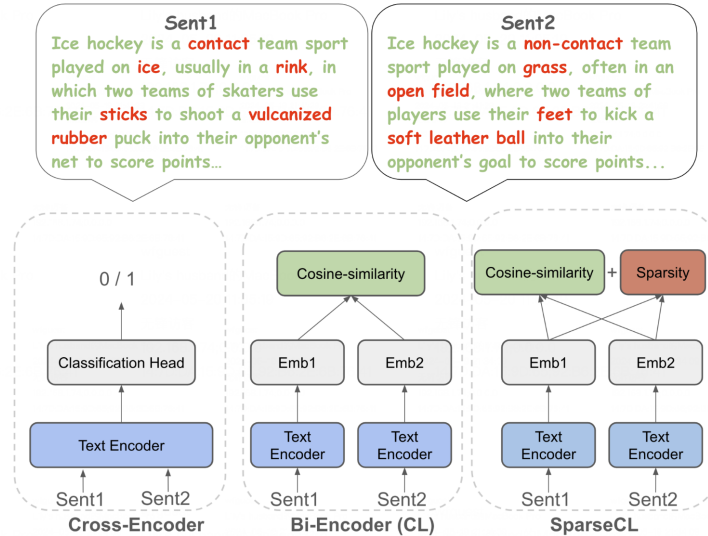 Sent1
Ice hockey is a contact team sport
played on ice, usually in a rink, in
which two teams of skaters use
their sticks to shoot a vulcanized
rubber puck into their opponent's
net to score points…
Sent2
Ice hockey is a non-contact team
sport played on grass, often in an
open field, where two teams of
players use their feet to kick a
soft leather ball into their
opponent's goal to score points...
0 / 1
Classification Head
Text Encoder
Sent1 Sent2
Cross-Encoder
Cosine-similarity
Emb1 Emb2
Text Encoder
Text Encoder
Sent1 Sent2
Bi-Encoder (CL)
Cosine-similarity + Sparsity
Emb1 Emb2
Text Encoder
Text Encoder
Sent1 Sent2
SparseCL